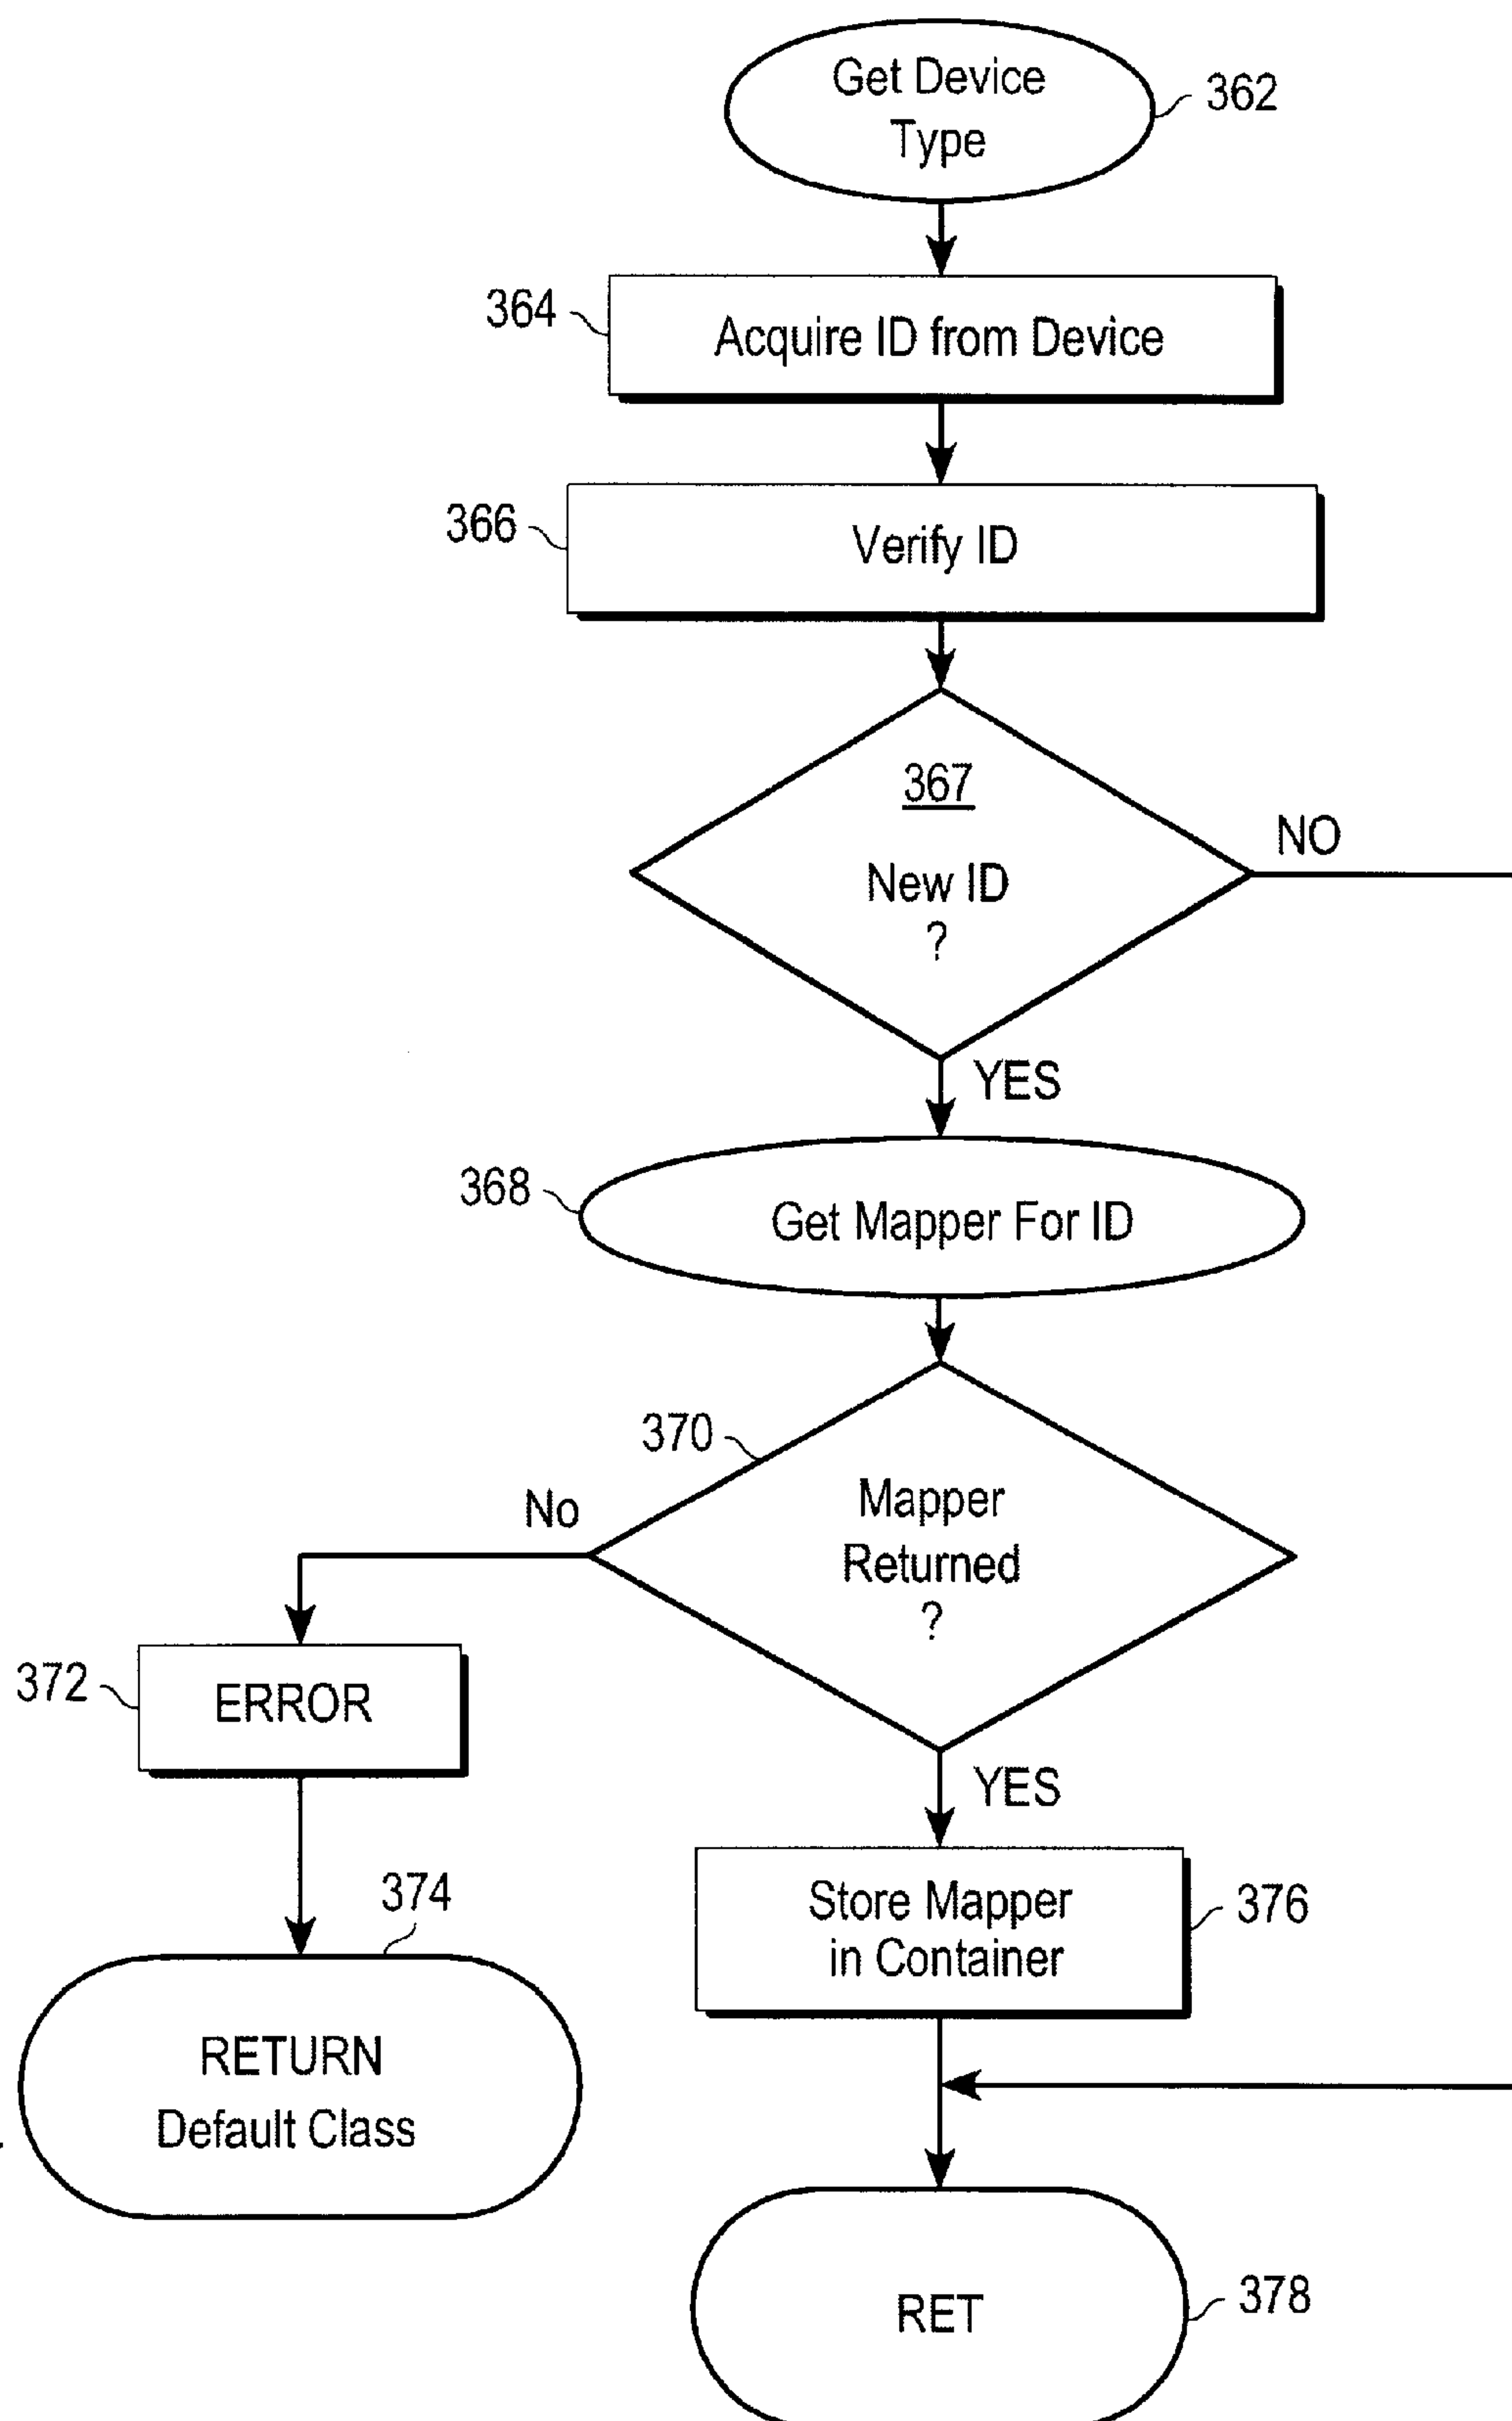 Get Device
Type
362
364
Acquire ID from Device
366
Verify ID
367
New ID
?
NO
YES
368
Get Mapper For ID
370
Mapper
Returned
?
No
372
ERROR
YES
374
Store Mapper
in Container
376
RETURN
Default Class
RET
378